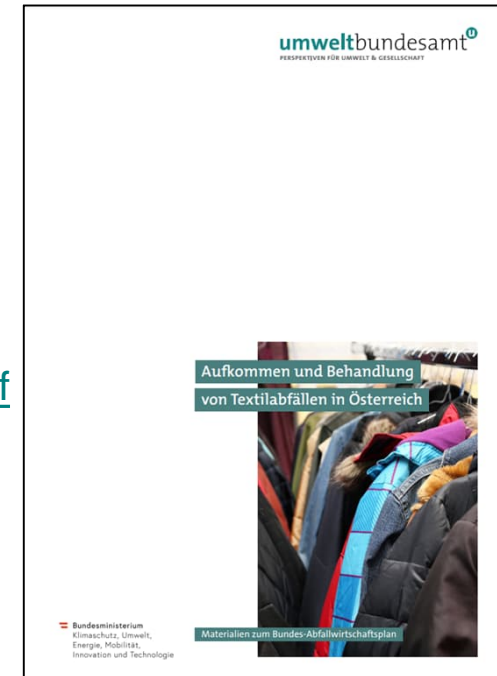 umweltbundesamt
PERSPEKTIVEN FÜR UMWELT & GESELLSCHAFT
f
Aufkommen und Behandlung
von Textilabfällen in Österreich
Bundesministerium
Klimaschutz, Umwelt,
Energie, Mobilität,
Innovation und Technologie
Materialien zum Bundes-Abfallwirtschaftsplan